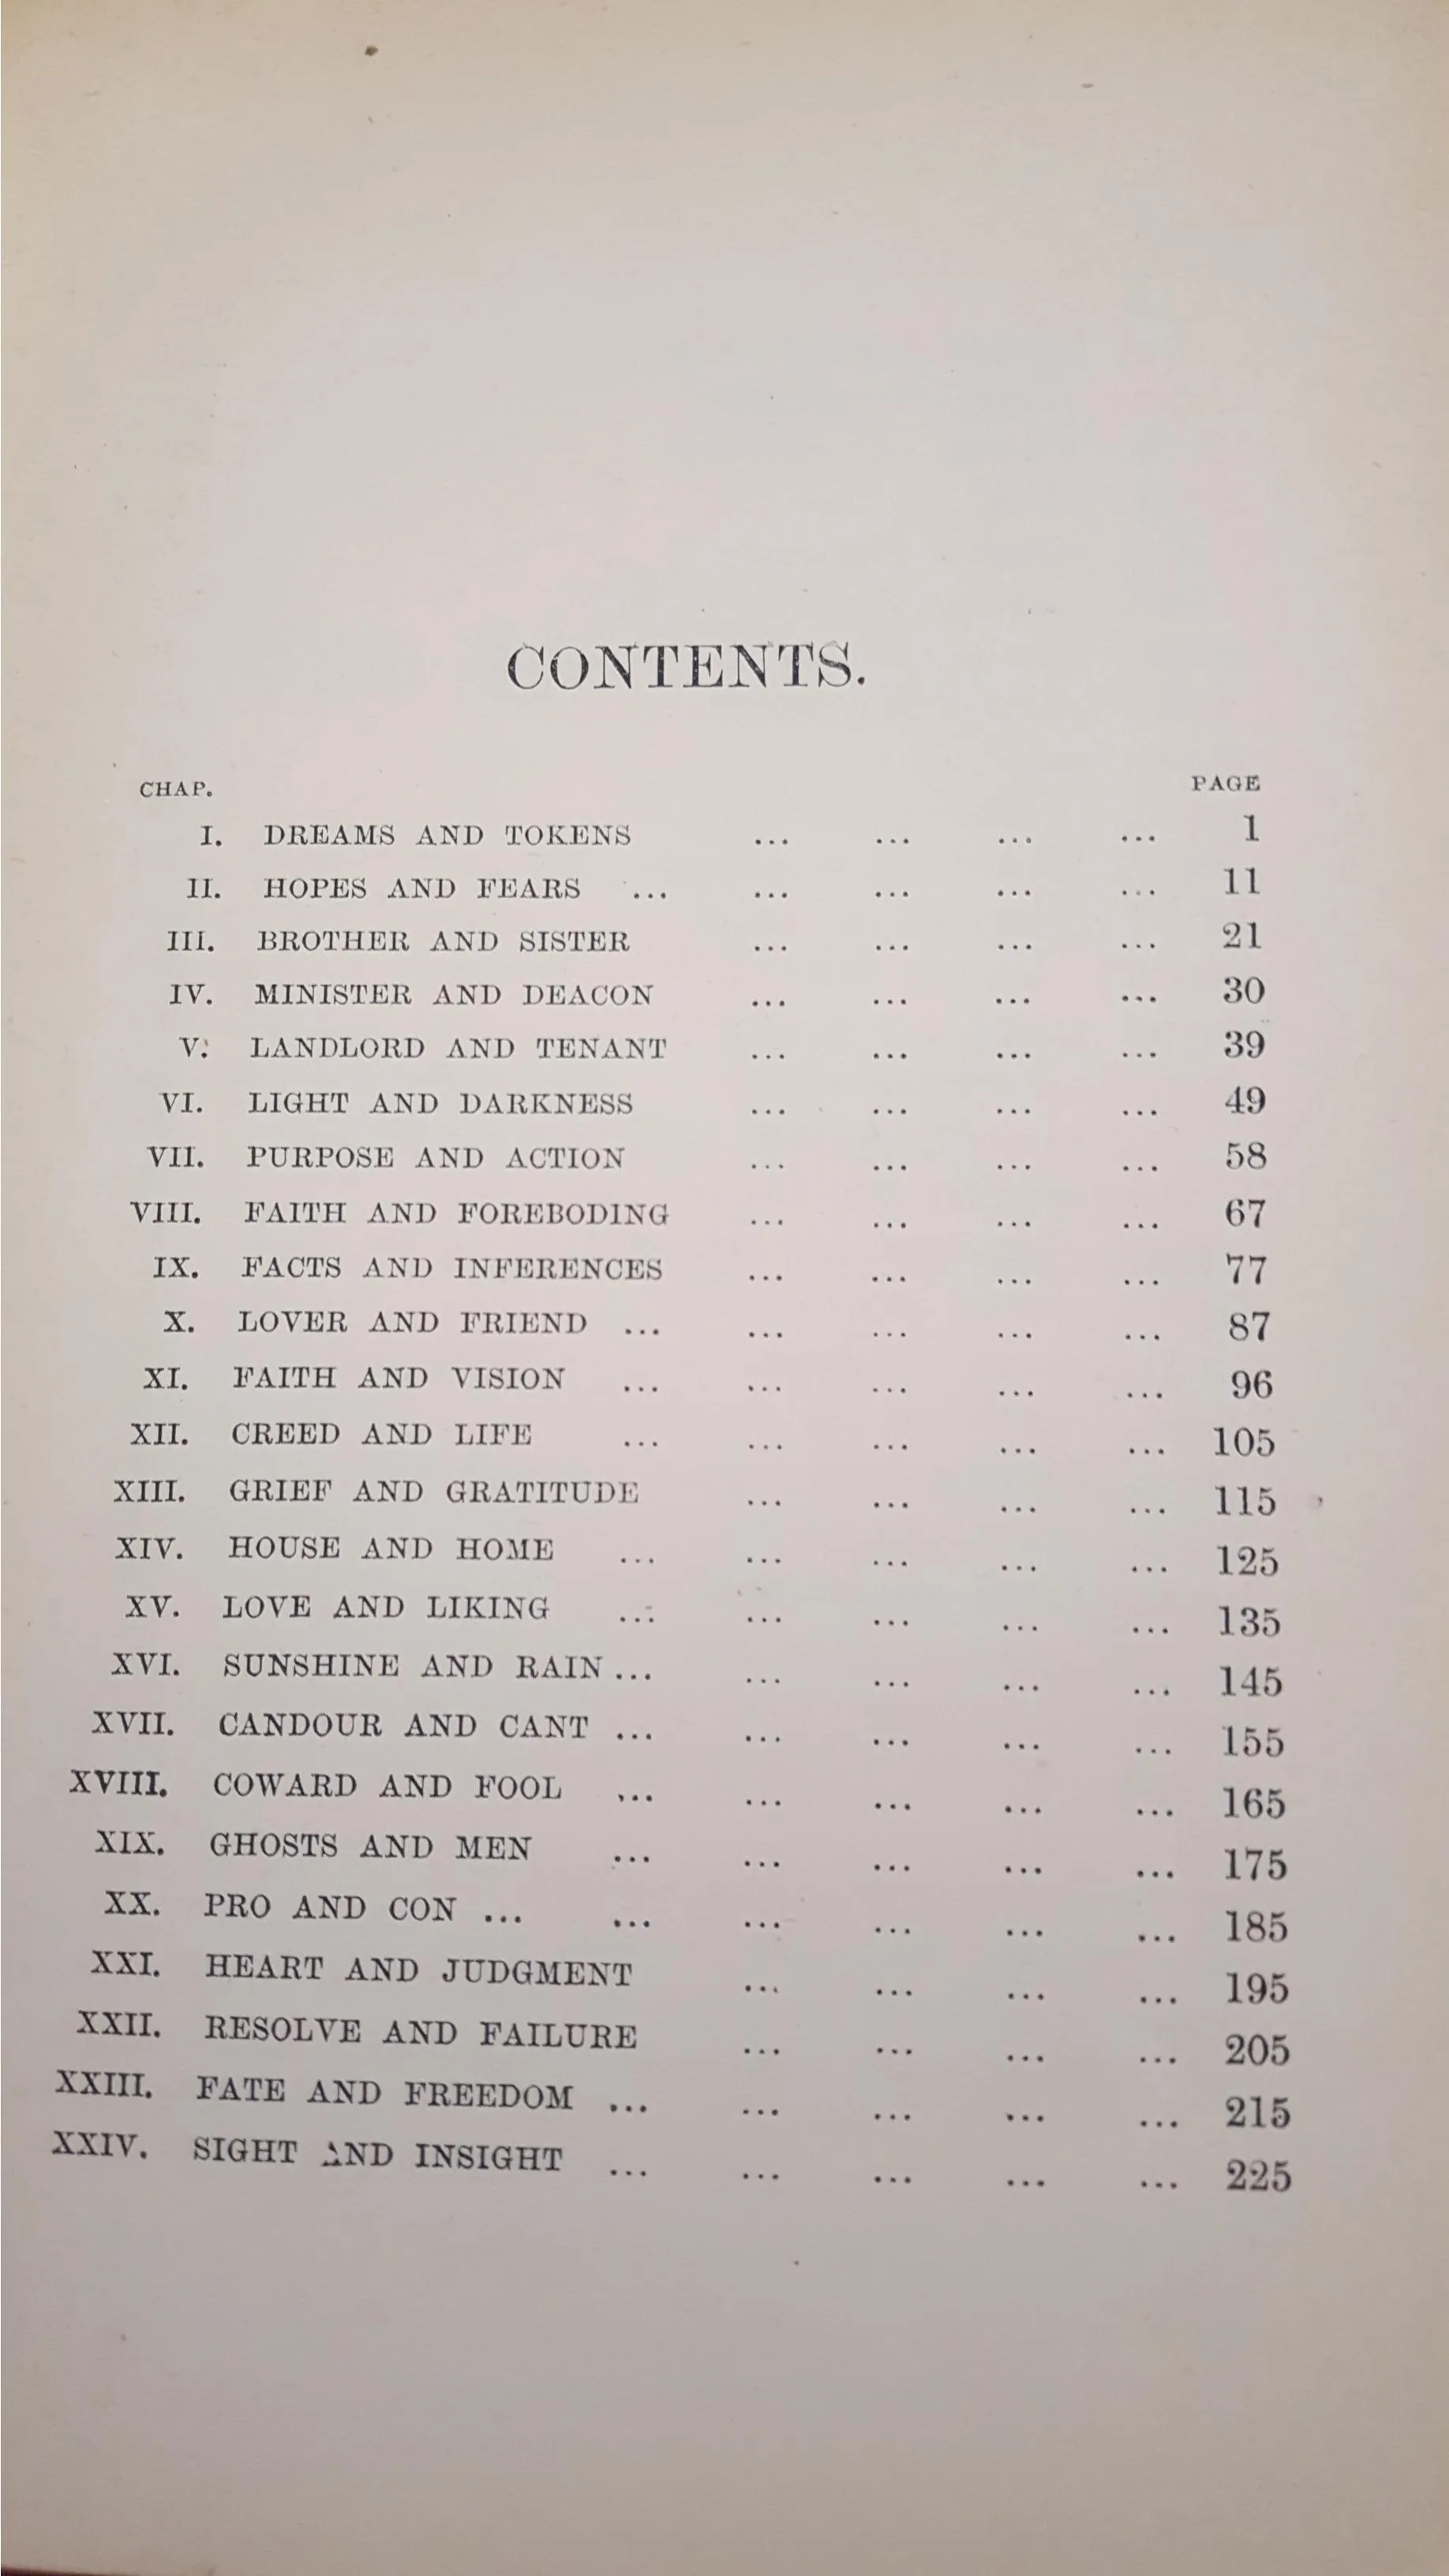 CONTENTS.
CHAP. PAGE
I. DREAMS AND TOKENS ... ... ... ... 1
II. HOPES AND FEARS ... ... ... ... ... 11
III. BROTHER AND SISTER ... ... ... ... 21
IV. MINISTER AND DEACON ... ... ... ... 30
V. LANDLORD AND TENANT ... ... ... ... 39
VI. LIGHT AND DARKNESS ... ... ... ... 49
VII. PURPOSE AND ACTION ... ... ... ... 58
VIII. FAITH AND FOREBODING ... ... ... ... 67
IX. FACTS AND INFERENCES ... ... ... ... 77
X. LOVER AND FRIEND ... ... ... ... ... 87
XI. FAITH AND VISION ... ... ... ... ... 96
XII. CREED AND LIFE ... ... ... ... ... 105
XIII. GRIEF AND GRATITUDE ... ... ... ... 115
XIV. HOUSE AND HOME ... ... ... ... ... 125
XV. LOVE AND LIKING ... ... ... ... ... 135
XVI. SUNSHINE AND RAIN ... ... ... ... ... 145
XVII. CANDOUR AND CANT ... ... ... ... ... 155
XVIII. COWARD AND FOOL ... ... ... ... ... 165
XIX. GHOSTS AND MEN ... ... ... ... ... 175
XX. PRO AND CON ... ... ... ... ... ... 185
XXI. HEART AND JUDGMENT ... ... ... ... 195
XXII. RESOLVE AND FAILURE ... ... ... ... 205
XXIII. FATE AND FREEDOM ... ... ... ... ... 215
XXIV. SIGHT AND INSIGHT ... ... ... ... ... 225